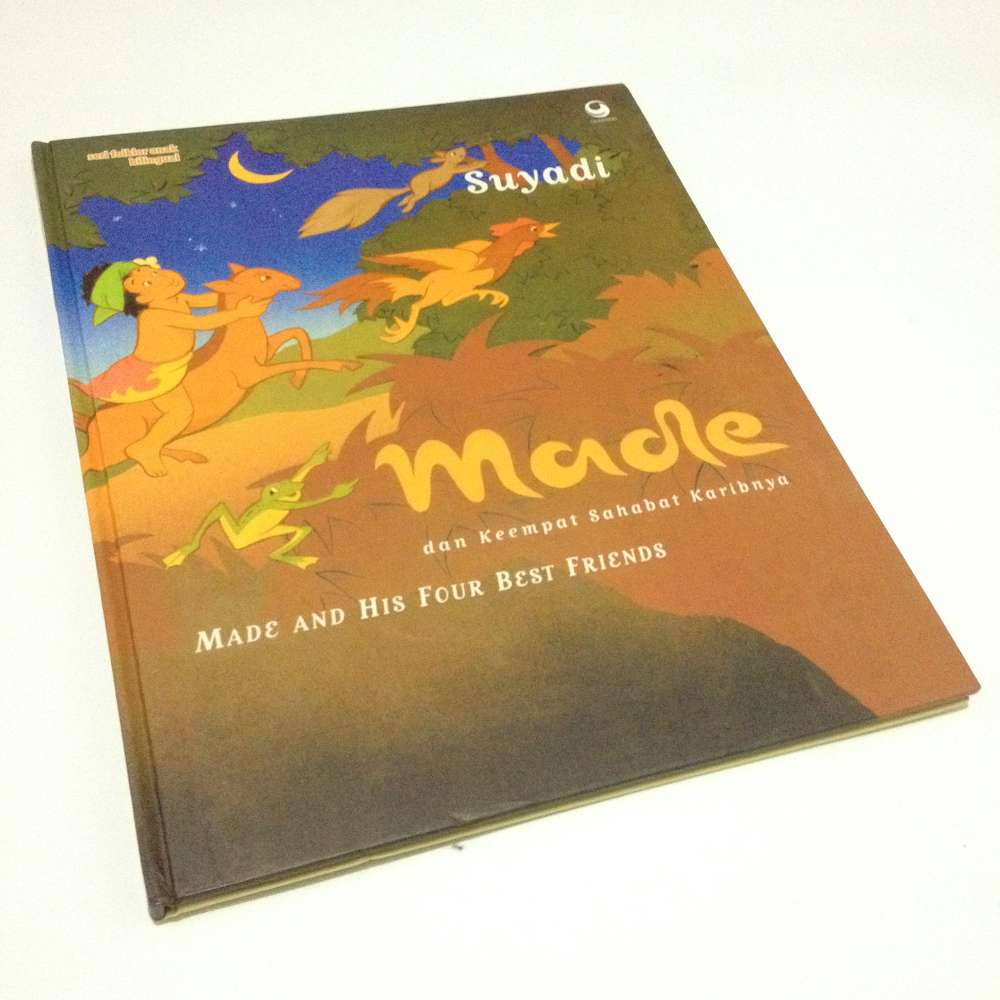 seri folklor anak
bilingual
Suyadi
Made
dan Keempat Sahabat Karibnya
MADE AND HIS FOUR BEST FRIENDS